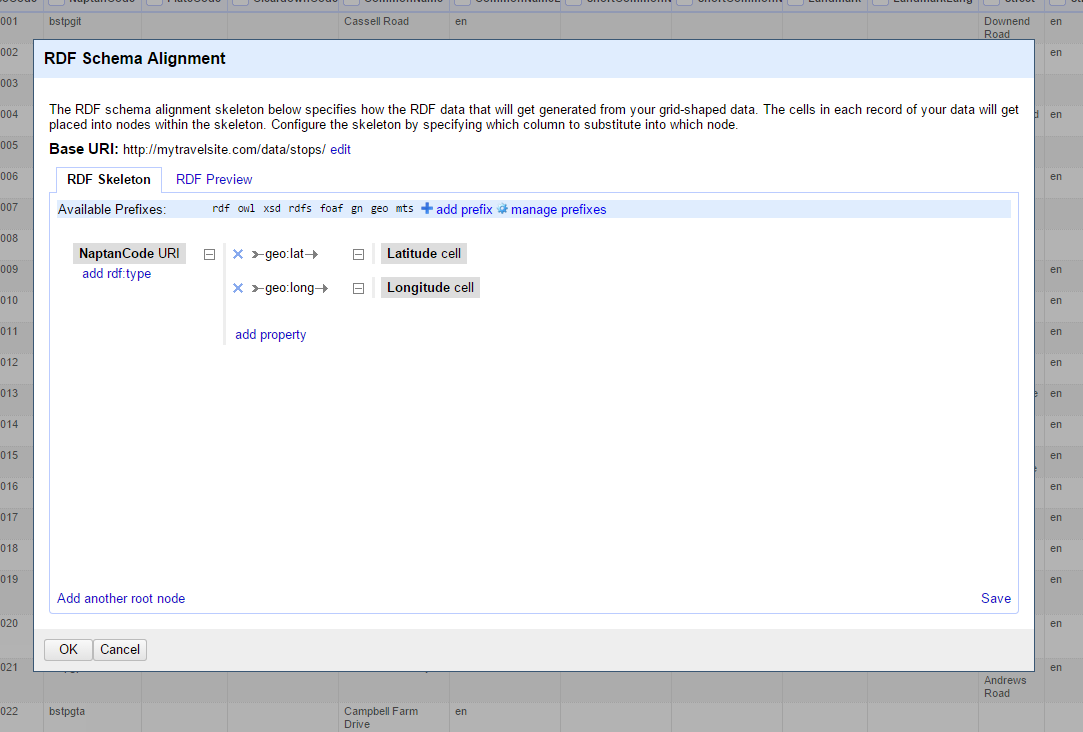 NaptanCode PlateCode CleardownCode CommonName Landmark Street
001 bstpgit Cassell Road en Downend Road en
002 en
003
004 d en
005
006 en
007
008
009 en
010 en
011 en
012 en
013 e en
014 en
015 e en
016 en
017 en
018 en
019 en
020 en
021 en
Andrews
Road
022 bstpgta Campbell Farm Drive en
RDF Schema Alignment
The RDF schema alignment skeleton below specifies how the RDF data that will get generated from your grid-shaped data. The cells in each record of your data will get
placed into nodes within the skeleton. Configure the skeleton by specifying which column to substitute into which node.
Base URI: http://mytravelsite.com/data/stops/ edit
RDF Skeleton RDF Preview
Available Prefixes: rdf owl xsd rdfs foaf gn geo mts add prefix manage prefixes
NaptanCode URI geo:lat Latitude cell
add rdf:type
geo:long Longitude cell
add property
Add another root node Save
OK Cancel